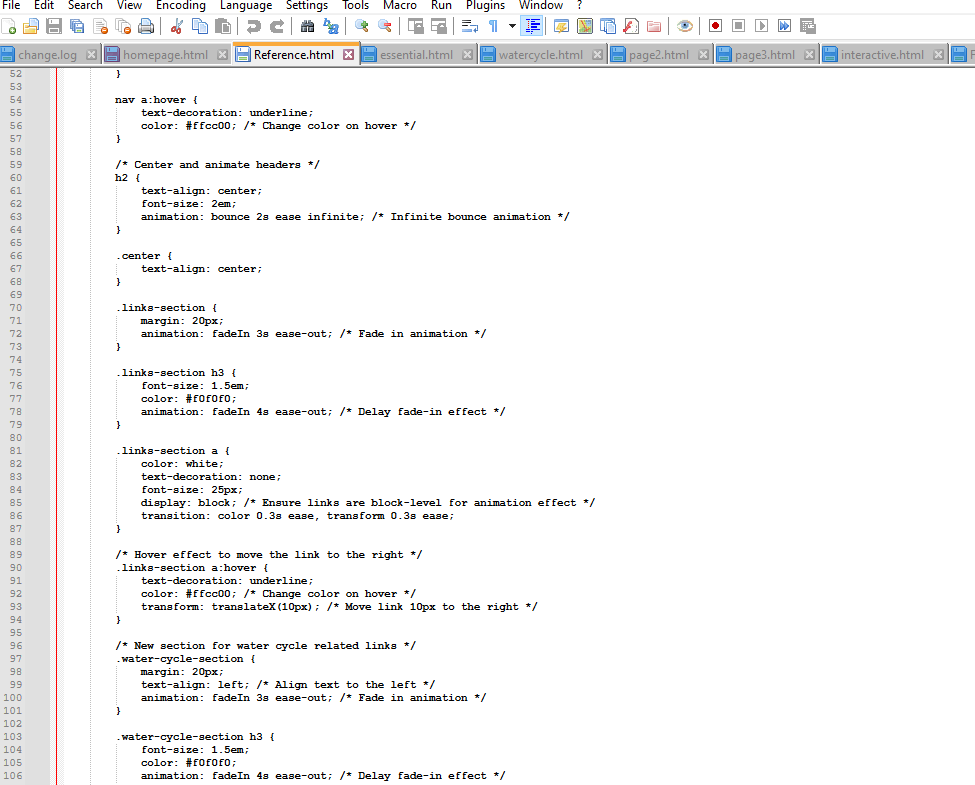 File Edit Search View Encoding Language Settings Tools Macro Run Plugins Window ?
change.log homepage.html Reference.html essential.html watercycle.html page2.html page3.html interactive.html
52 }
53
54 nav a:hover {
55 text-decoration: underline;
56 color: #ffcc00; /* Change color on hover */
57 }
58
59 /* Center and animate headers */
60 h2 {
61 text-align: center;
62 font-size: 2em;
63 animation: bounce 2s ease infinite; /* Infinite bounce animation */
64 }
65
66 .center {
67 text-align: center;
68 }
69
70 .links-section {
71 margin: 20px;
72 animation: fadeIn 3s ease-out; /* Fade in animation */
73 }
74
75 .links-section h3 {
76 font-size: 1.5em;
77 color: #f0f0f0;
78 animation: fadeIn 4s ease-out; /* Delay fade-in effect */
79 }
80
81 .links-section a {
82 color: white;
83 text-decoration: none;
84 font-size: 25px;
85 display: block; /* Ensure links are block-level for animation effect */
86 transition: color 0.3s ease, transform 0.3s ease;
87 }
88
89 /* Hover effect to move the link to the right */
90 .links-section a:hover {
91 text-decoration: underline;
92 color: #ffcc00; /* Change color on hover */
93 transform: translateX(10px); /* Move link 10px to the right */
94 }
95
96 /* New section for water cycle related links */
97 .water-cycle-section {
98 margin: 20px;
99 text-align: left; /* Align text to the left */
100 animation: fadeIn 3s ease-out; /* Fade in animation */
101 }
102
103 .water-cycle-section h3 {
104 font-size: 1.5em;
105 color: #f0f0f0;
106 animation: fadeIn 4s ease-out; /* Delay fade-in effect */